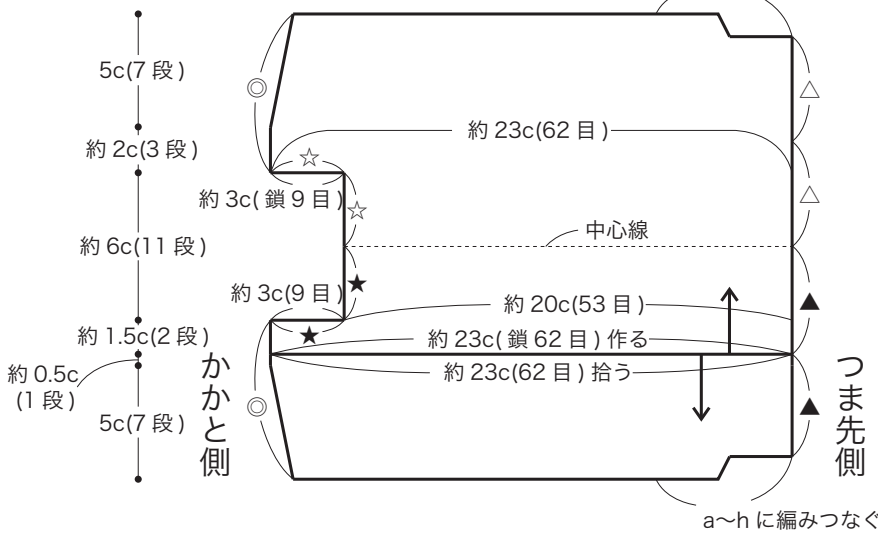 5c(7 段 )
◎
△
約 23c(62 目 )
約 2c(3 段 )
☆
約 3c( 鎖 9 目 )
☆
△
約 6c(11 段 )
中心線
約 3c(9 目 )
★
▲
約 20c(53 目 )
約 1.5c(2 段 )
★
約 23c( 鎖 62 目 ) 作る
約 0.5c
(1 段 )
約 23c(62 目 ) 拾う
かかと側
つま先側
5c(7 段 )
◎
▲
a〜h に編みつなぐ